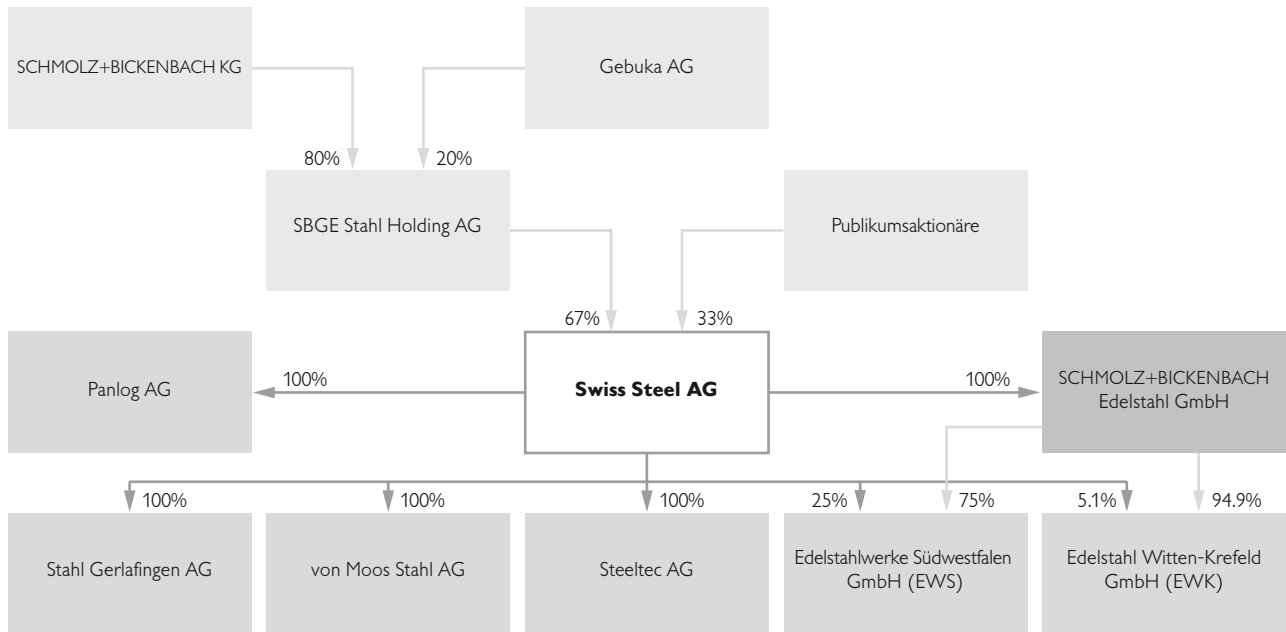 SCHMOLZ+BICKENBACH KG
Gebuka AG
80%
20%
SBGE Stahl Holding AG
Publikumsaktionäre
67%
33%
Panlog AG
100%
Swiss Steel AG
100%
SCHMOLZ+BICKENBACH
Edelstahl GmbH
100%
100%
100%
25%
75%
5.1%
94.9%
Stahl Gerlafingen AG
von Moos Stahl AG
Steeltec AG
Edelstahlwerke Südwestfalen
GmbH (EWS)
Edelstahl Witten-Krefeld
GmbH (EWK)